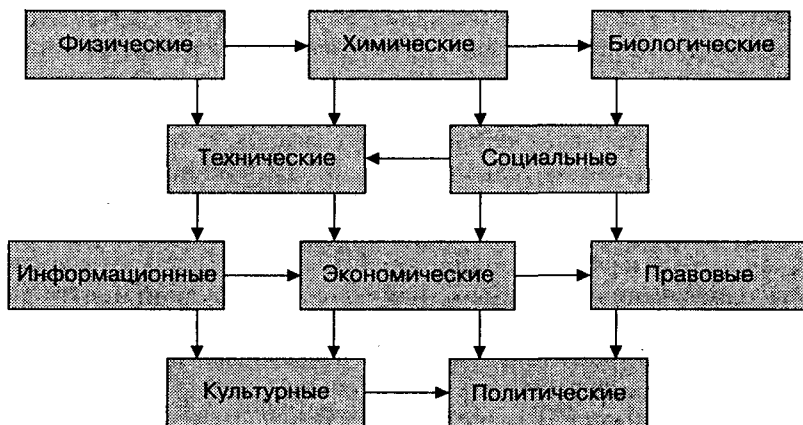 Физические
Химические
Биологические
Технические
Социальные
Информационные
Экономические
Правовые
Культурные
Политические